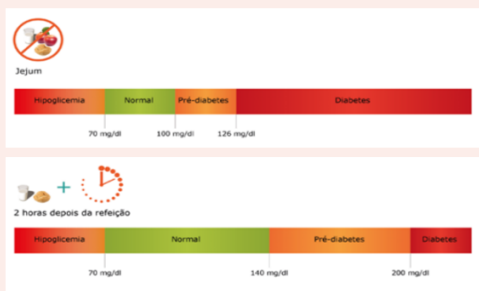 Jejum
Hipoglicemia Normal Pré-diabetes Diabetes
70 mg/dl 100 mg/dl 126 mg/dl
2 horas depois da refeição
Hipoglicemia Normal Pré-diabetes Diabetes
70 mg/dl 140 mg/dl 200 mg/dl